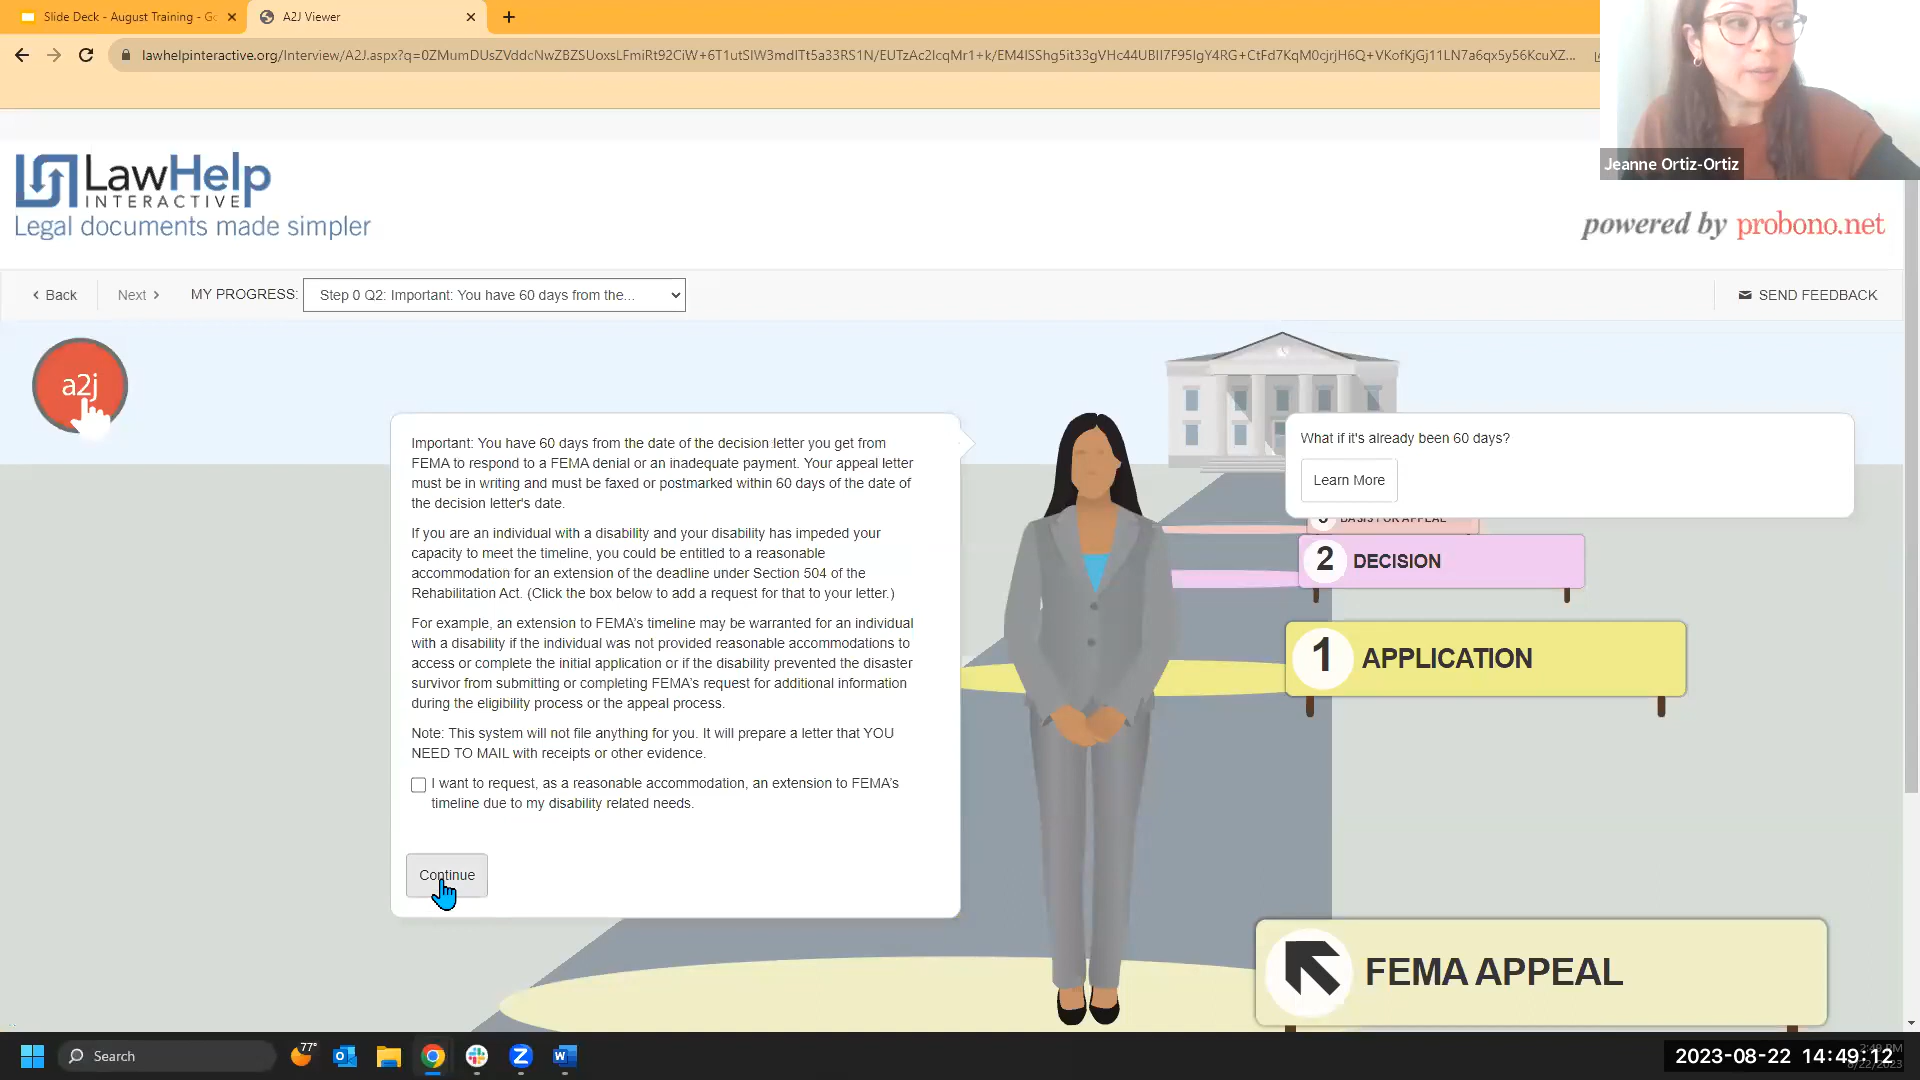 Slide Deck - August Training - Go
A2J Viewer
Jeanne Ortiz-Ortiz
LawHelp
INTERACTIVE
Legal documents made simpler
powered by probono.net
Back
Next
MY PROGRESS:
Step 0 Q2: Important: You have 60 days from the...
SEND FEEDBACK
a2j
Important: You have 60 days from the date of the decision letter you get from
FEMA to respond to a FEMA denial or an inadequate payment. Your appeal letter
must be in writing and must be faxed or postmarked within 60 days of the date of
the decision letter's date.
If you are an individual with a disability and your disability has impeded your
capacity to meet the timeline, you could be entitled to a reasonable
accommodation for an extension of the deadline under Section 504 of the
Rehabilitation Act. (Click the box below to add a request for that to your letter.)
For example, an extension to FEMA's timeline may be warranted for an individual
with a disability if the individual was not provided reasonable accommodations to
access or complete the initial application or if the disability prevented the disaster
survivor from submitting or completing FEMA's request for additional information
during the eligibility process or the appeal process.
Note: This system will not file anything for you. It will prepare a letter that YOU
NEED TO MAIL with receipts or other evidence.
I want to request, as a reasonable accommodation, an extension to FEMA's
timeline due to my disability related needs.
Continue
What if it's already been 60 days?
Learn More
3 BASIS FOR APPEAL
2 DECISION
1 APPLICATION
FEMA APPEAL
Search
77°
2023-08-22 14:49:12